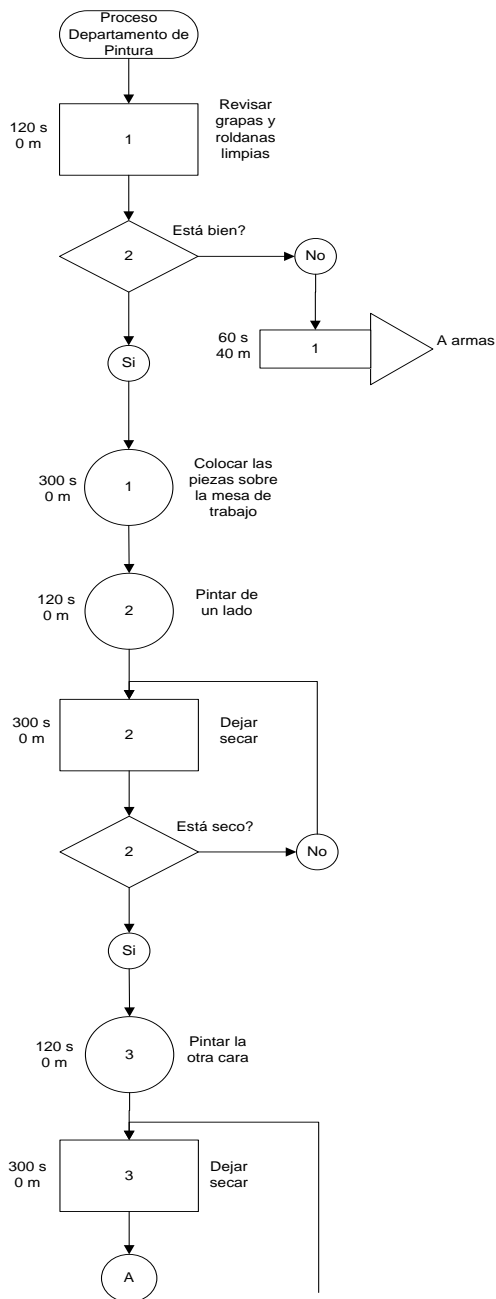 Proceso
Departamento de
Pintura
120 s
0 m
1
Revisar
grapas y
roldanas
limpias
Está bien?
2
No
Si
60 s
40 m
1
A armas
300 s
0 m
1
Colocar las
piezas sobre
la mesa de
trabajo
120 s
0 m
2
Pintar de
un lado
300 s
0 m
2
Dejar
secar
Está seco?
2
No
Si
120 s
0 m
3
Pintar la
otra cara
300 s
0 m
3
Dejar
secar
A